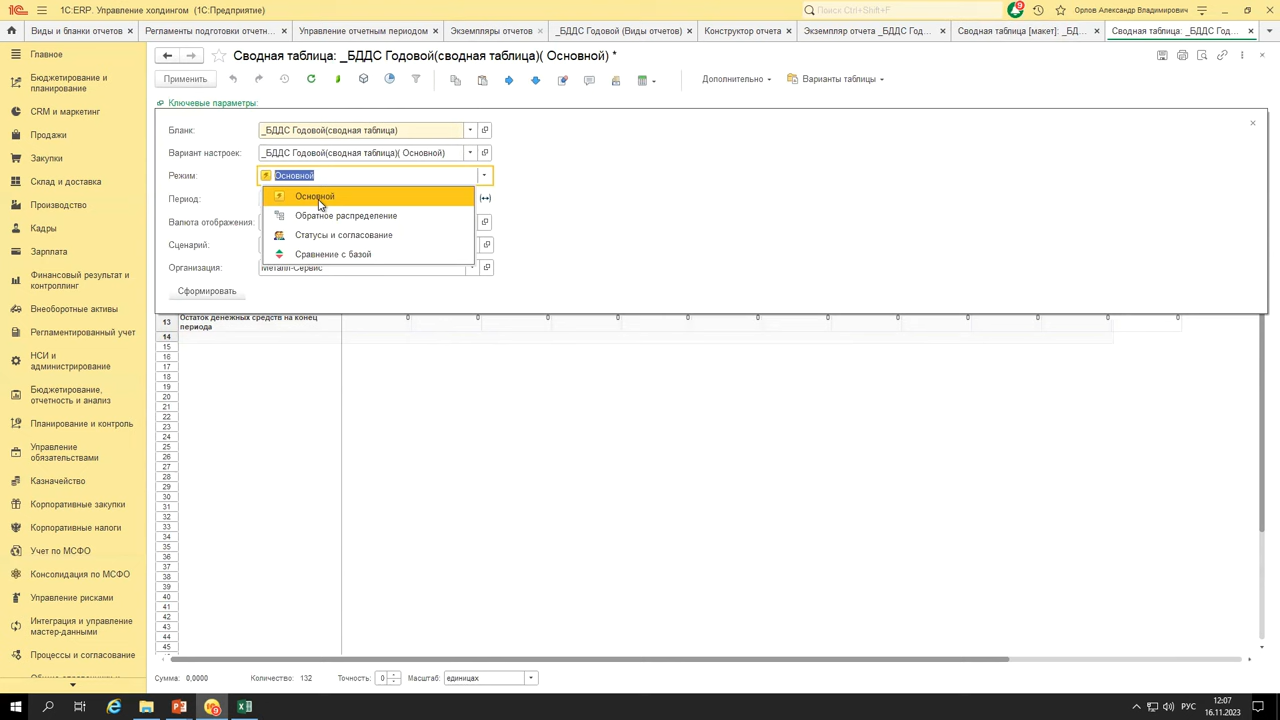 1С:ERP. Управление холдингом (1С:Предприятие)
Поиск Ctrl+Shift+F
9
Орлов Александр Владимирович
Виды и бланки отчетов
Регламенты подготовки отчетн...
Управление отчетным периодом
Экземпляры отчетов
_БДДС Годовой (Виды отчетов)
Конструктор отчета
Экземпляр отчета _БДДС Год...
Сводная таблица [макет]: _БД...
Сводная таблица: _БДДС Год...
Главное
Бюджетирование и планирование
CRM и маркетинг
Продажи
Закупки
Склад и доставка
Производство
Кадры
Зарплата
Финансовый результат и контроллинг
Внеоборотные активы
Регламентированный учет
НСИ и администрирование
Бюджетирование, отчетность и анализ
Планирование и контроль
Управление обязательствами
Казначейство
Корпоративные закупки
Корпоративные налоги
Учет по МСФО
Консолидация по МСФО
Управление рисками
Интеграция и управление мастер-данными
Процессы и согласование
Сводная таблица: _БДДС Годовой(сводная таблица)( Основной) *
Применить
Дополнительно
Варианты таблицы
Ключевые параметры:
Бланк: _БДДС Годовой(сводная таблица)
Вариант настроек: _БДДС Годовой(сводная таблица)( Основной)
Режим: Основной
Основной
Обратное распределение
Статусы и согласование
Сравнение с базой
Период:
Валюта отображения:
Сценарий:
Организация: Металл-Сервис
Сформировать
13 Остаток денежных средств на конец периода 0 0 0 0 0 0 0 0 0 0 0 0
14
15
16
17
18
19
20
21
22
23
24
25
26
27
28
29
30
31
32
33
34
35
36
37
38
39
40
41
42
43
44
45
Сумма: 0,0000 Количество: 132 Точность: 0 Масштаб: единицах
РУС
12:07
16.11.2023